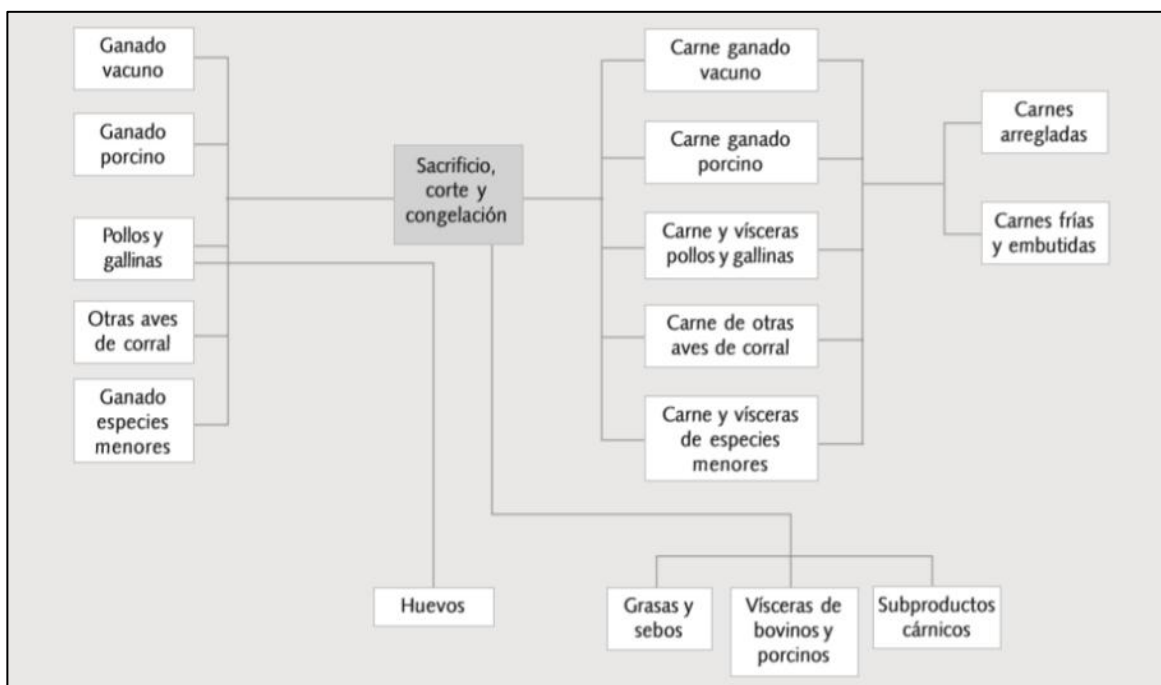 Ganado
vacuno
Ganado
porcino
Pollos y
gallinas
Otras aves
de corral
Ganado
especies
menores
Sacrificio,
corte y
congelación
Carne ganado
vacuno
Carne ganado
porcino
Carne y vísceras
pollos y gallinas
Carne de otras
aves de corral
Carne y vísceras
de especies
menores
Carnes
arregladas
Carnes frías
y embutidas
Huevos
Grasas y
sebos
Vísceras de
bovinos y
porcinos
Subproductos
cárnicos